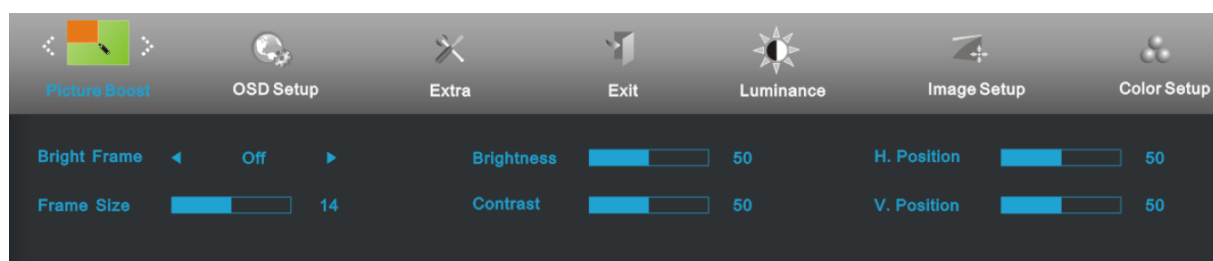 Picture Boost
OSD Setup
Extra
Exit
Luminance
Image Setup
Color Setup
Bright Frame Off
Brightness 50
H. Position 50
Frame Size 14
Contrast 50
V. Position 50